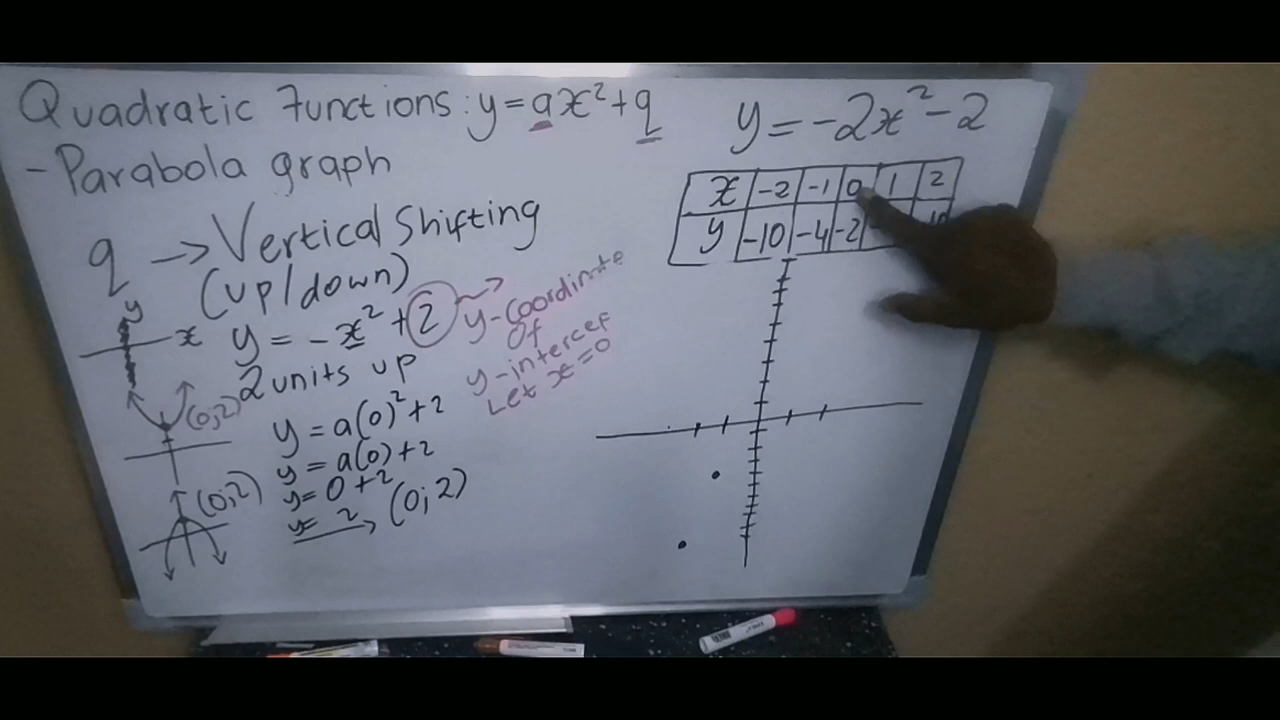 Quadratic Functions: y = ax² + q
- Parabola graph
q → Vertical Shifting
(up/down)
y
x
y = -x² + 2 → y-coordinate
of
y-intercef
Let x = 0
2 units up
(0;2)
y = a(0)² + 2
y = a(0) + 2
y = 0 + 2
y = 2, (0;2)
(0;2)
y = -2x² - 2
x | -2 | -1 | 0 | 1 | 2
y | -10 | -4 | -2